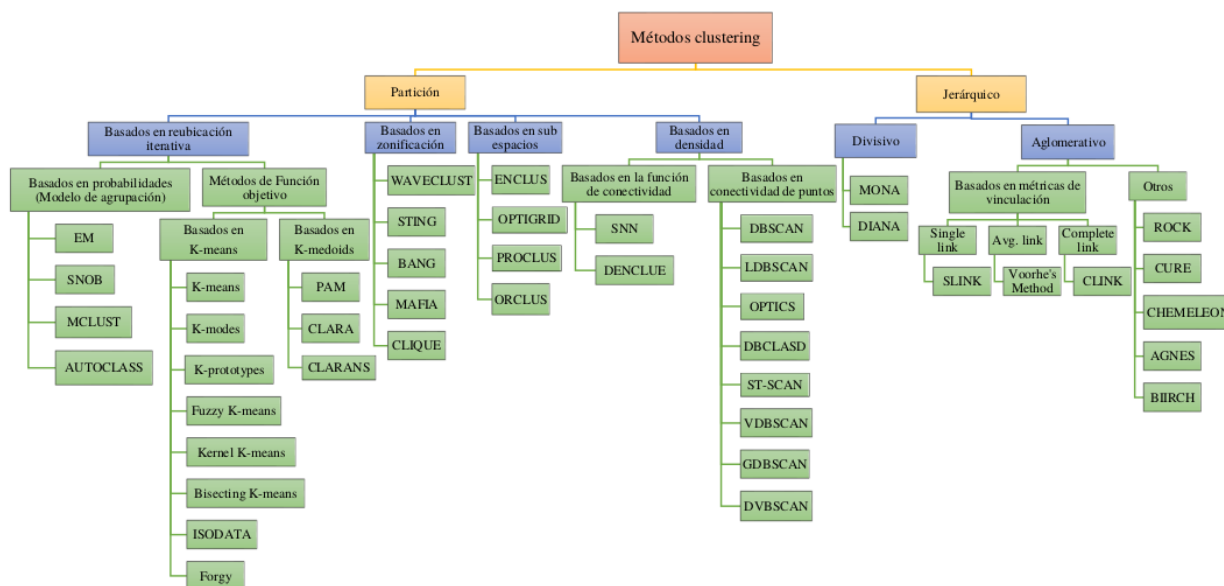 Métodos clustering
Partición
Jerárquico
Basados en reubicación
iterativa
Basados en
zonificación
Basados en sub
espacios
Basados en
densidad
Divisivo
Aglomerativo
Basados en probabilidades
(Modelo de agrupación)
EM
SNOB
MCLUST
AUTOCLASS
Métodos de Función
objetivo
Basados en
K-means
K-means
K-modes
K-prototypes
Fuzzy K-means
Kernel K-means
Bisecting K-means
ISODATA
Forgy
Basados en
K-medoids
PAM
CLARA
CLARANS
WAVECLUST
STING
BANG
MAFIA
CLIQUE
ENCLUS
OPTIGRID
PROCLUS
ORCLUS
Basados en la función de
conectividad
SNN
DENCLUE
Basados en
conectividad de puntos
DBSCAN
LDBSCAN
OPTICS
DBCLASD
ST-SCAN
VDBSCAN
GDBSCAN
DVBSCAN
MONA
DIANA
Basados en métricas de
vinculación
Single
link
SLINK
Avg. link
Voorhe's
Method
Complete
link
CLINK
Otros
ROCK
CURE
CHEMELEON
AGNES
BIIRCH